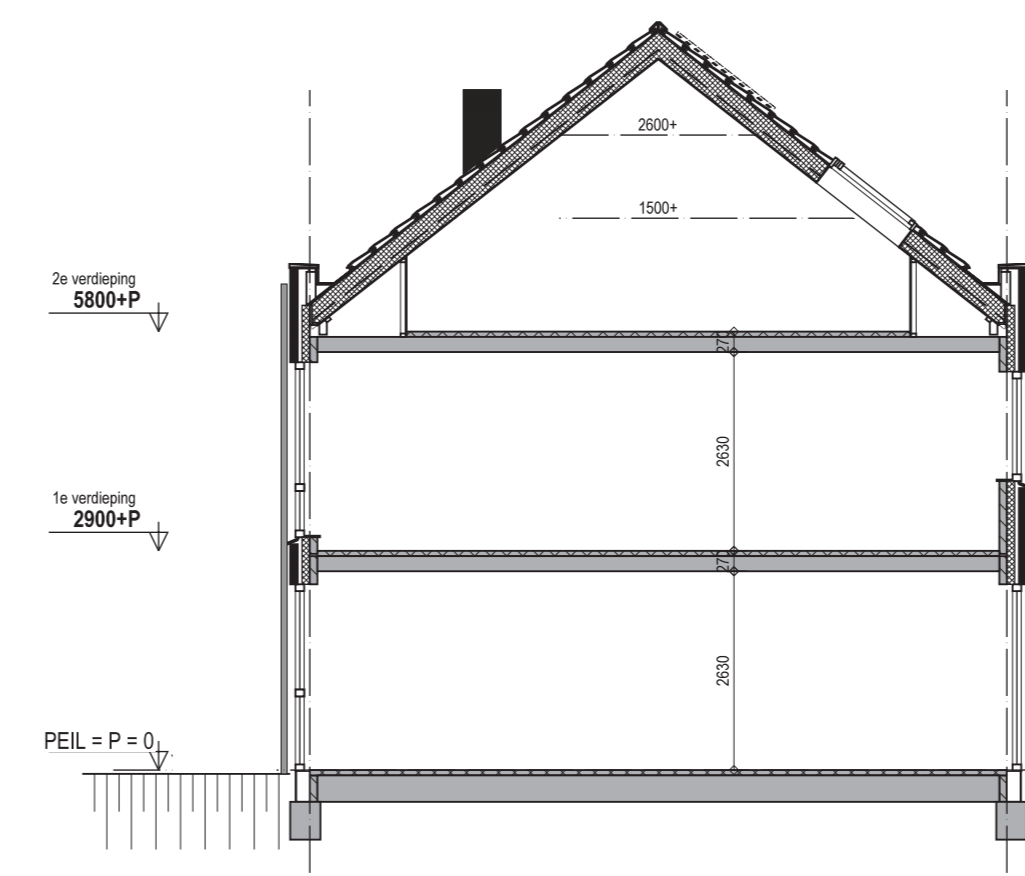 2600+
1500+
2e verdieping
5800+P
27
2630
1e verdieping
2900+P
27
2630
PEIL = P = 0